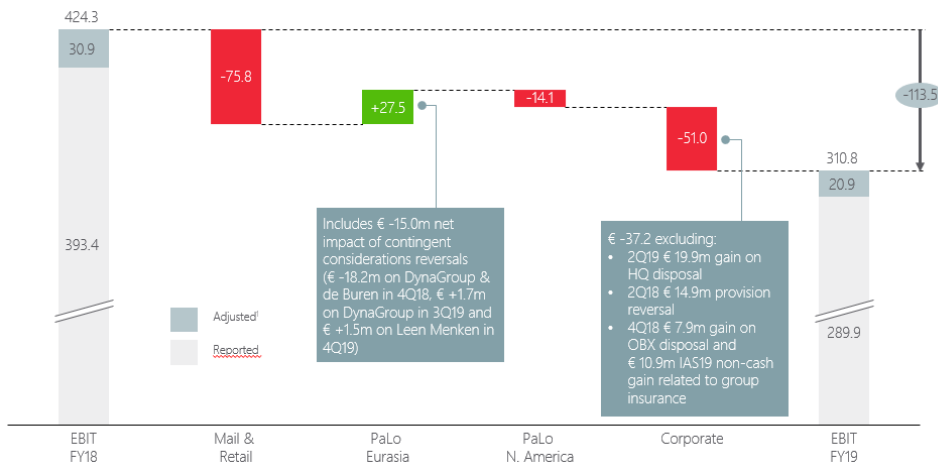 424.3
30.9
-75.8
+27.5
-14.1
-51.0
-113.5
310.8
20.9
393.4
289.9
Includes € -15.0m net
impact of contingent
considerations reversals
(€ -18.2m on DynaGroup &
de Buren in 4Q18, € +1.7m
on DynaGroup in 3Q19 and
€ +1.5m on Leen Menken in
4Q19)
€ -37.2 excluding:
• 2Q19 € 19.9m gain on
HQ disposal
• 2Q18 € 14.9m provision
reversal
• 4Q18 € 7.9m gain on
OBX disposal and
€ 10.9m IAS19 non-cash
gain related to group
insurance
Adjusted¹
Reported
EBIT
FY18
Mail &
Retail
PaLo
Eurasia
PaLo
N. America
Corporate
EBIT
FY19